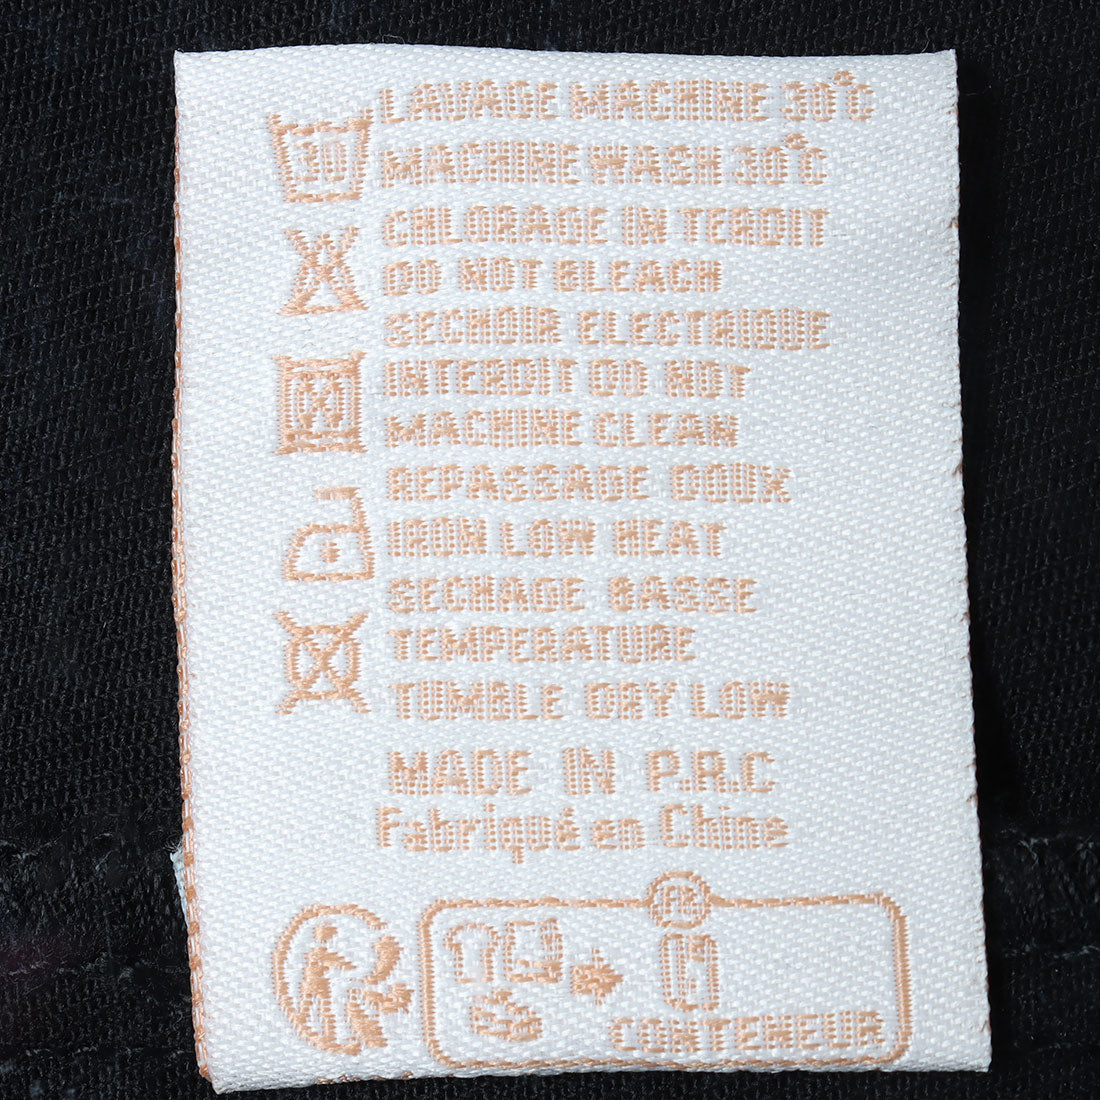 LAVAGE MACHINE 30°C
30
MACHINE WASH 30°C
CHLORAGE IN TERDIT
DO NOT BLEACH
SECHOIR ELECTRIQUE
INTERDIT DO NOT
MACHINE CLEAN
REPASSAGE DOUX
IRON LOW HEAT
SECHAGE BASSE
TEMPERATURE
TUMBLE DRY LOW
MADE IN P.R.C
Fabriqué en Chine
FR
CONTENEUR